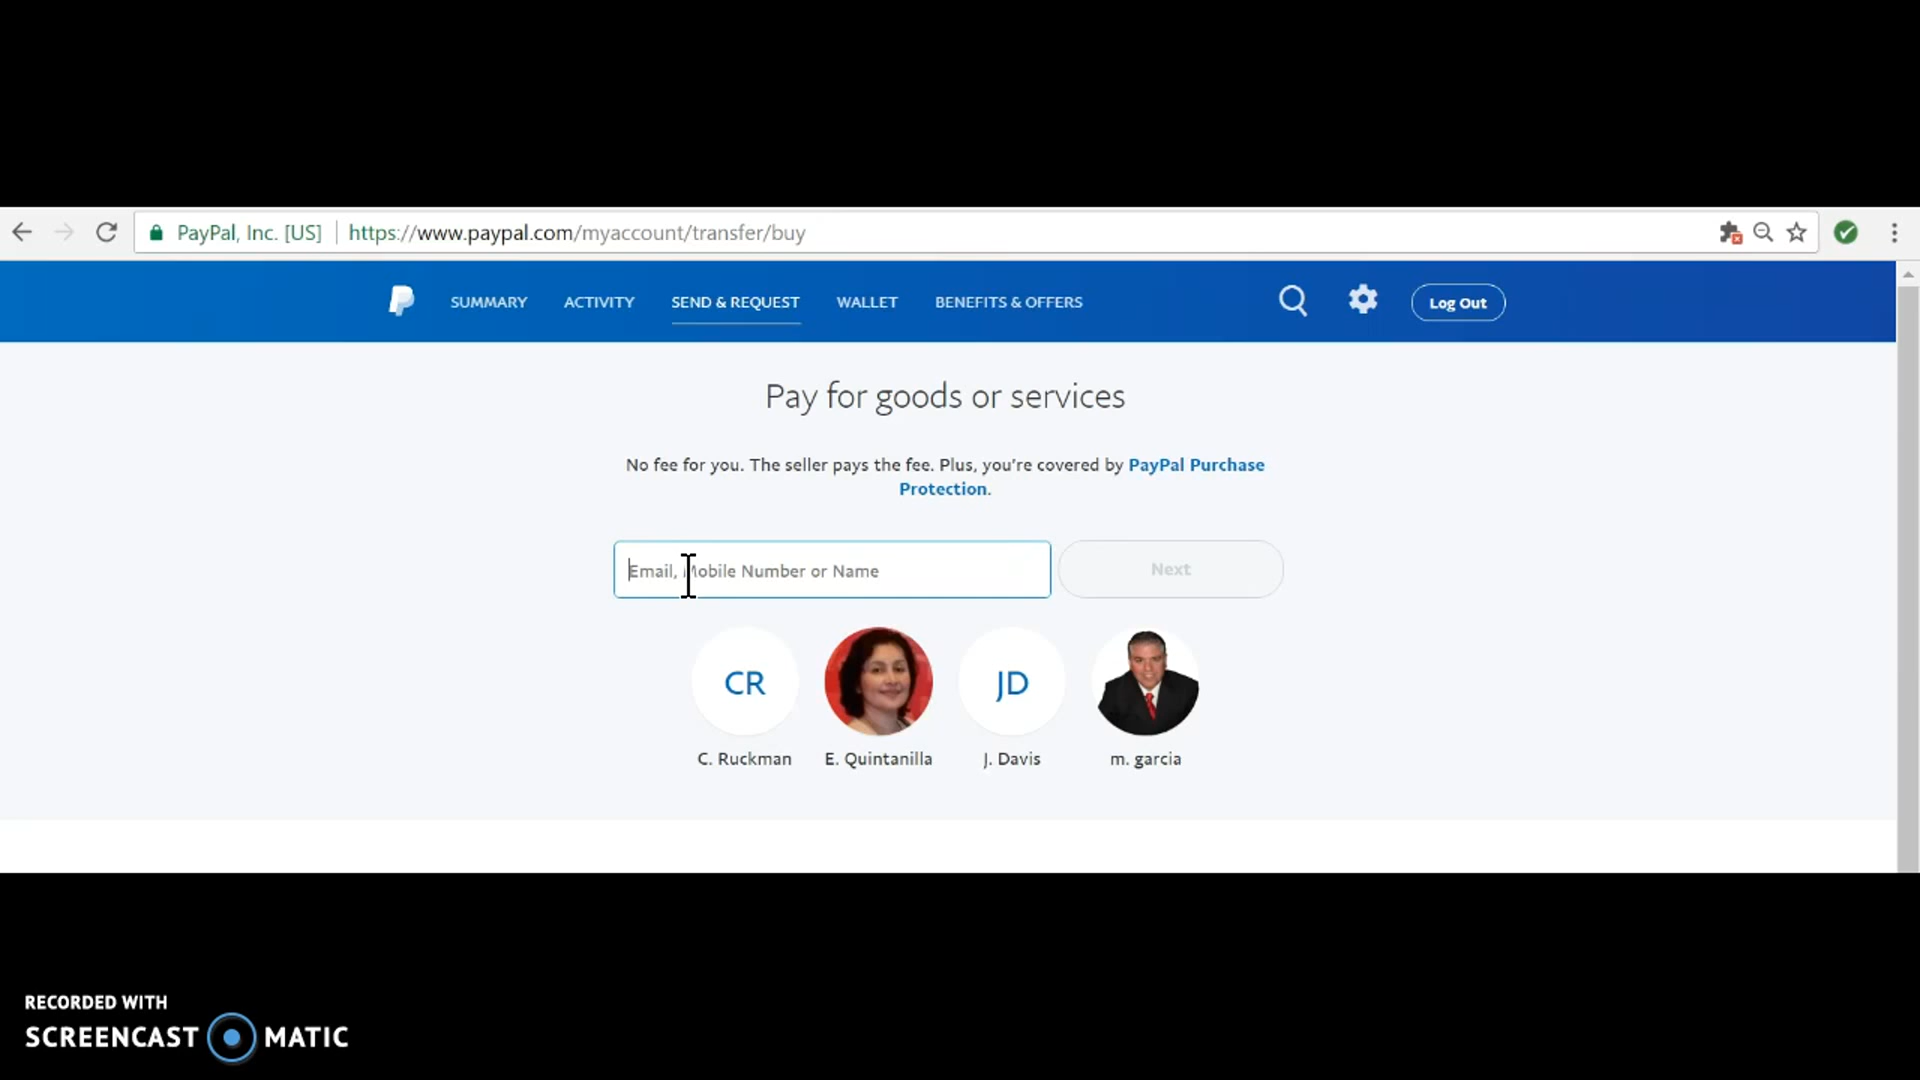 PayPal, Inc. [US] https://www.paypal.com/myaccount/transfer/buy
SUMMARY ACTIVITY SEND & REQUEST WALLET BENEFITS & OFFERS Log Out
Pay for goods or services
No fee for you. The seller pays the fee. Plus, you're covered by PayPal Purchase
Protection.
Email, Mobile Number or Name Next
CR JD
C. Ruckman E. Quintanilla J. Davis m. garcia
RECORDED WITH
SCREENCAST MATIC